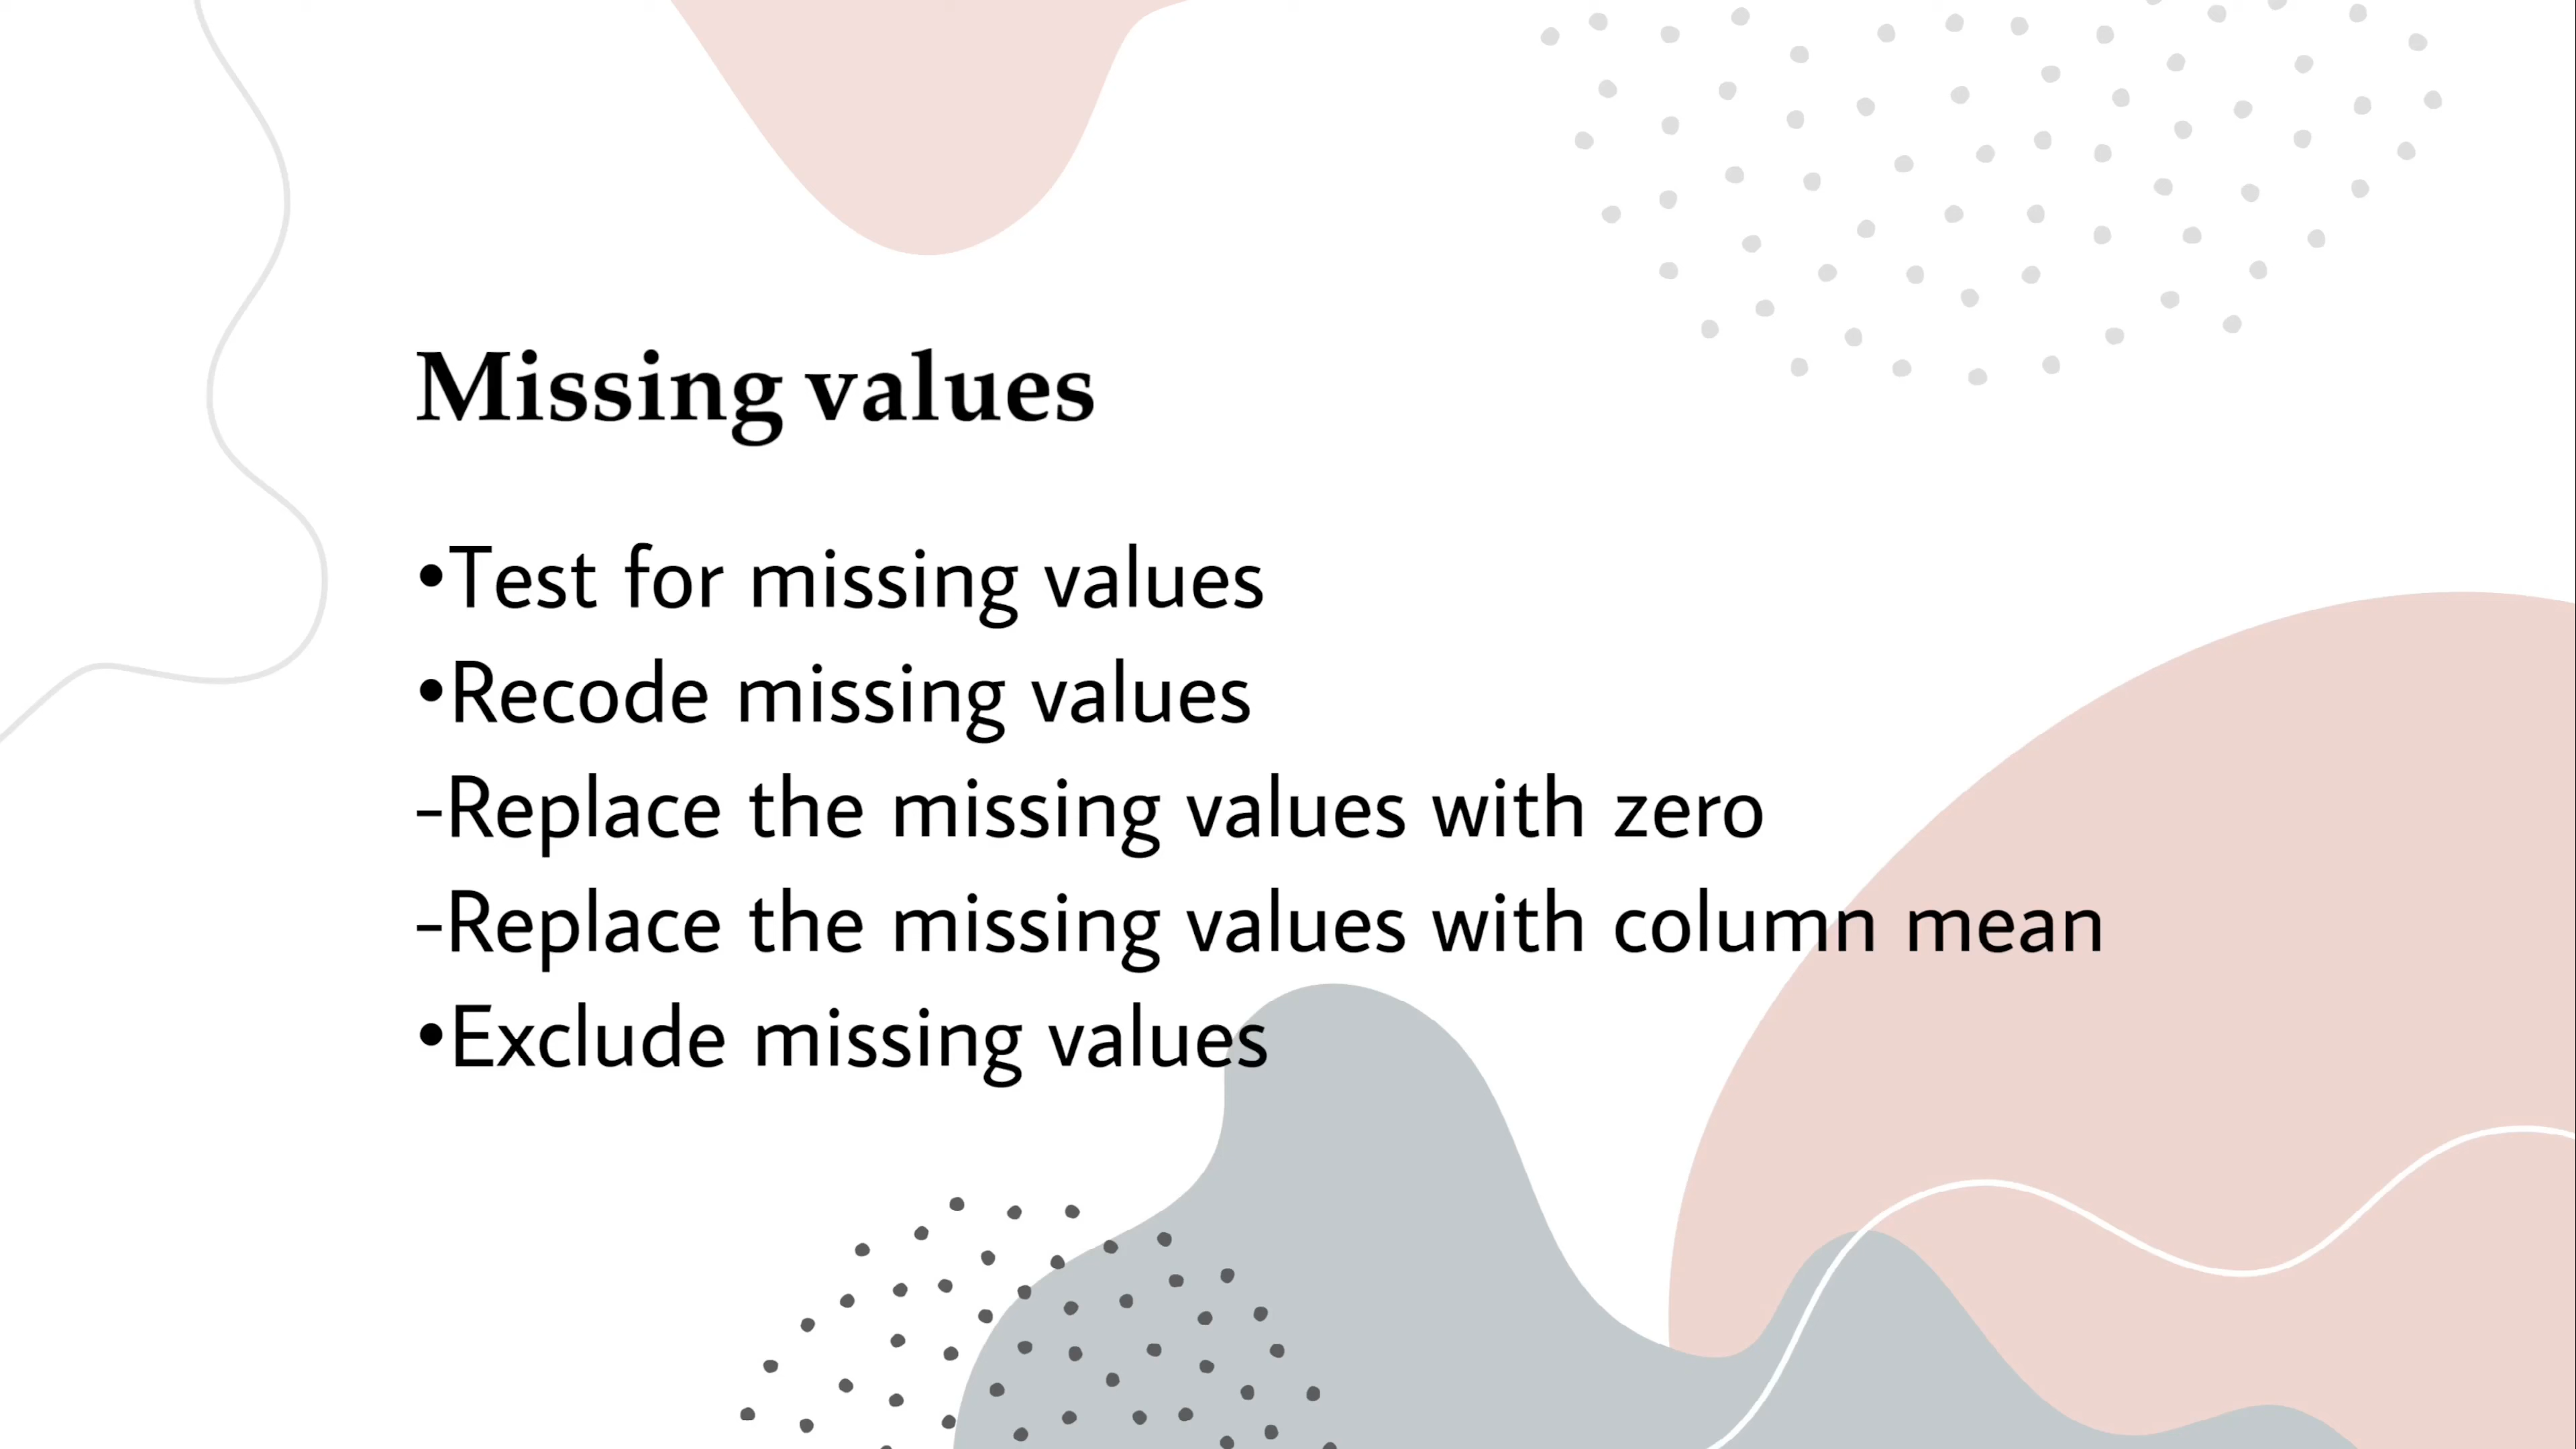 Missing values
•Test for missing values
•Recode missing values
-Replace the missing values with zero
-Replace the missing values with column mean
•Exclude missing values